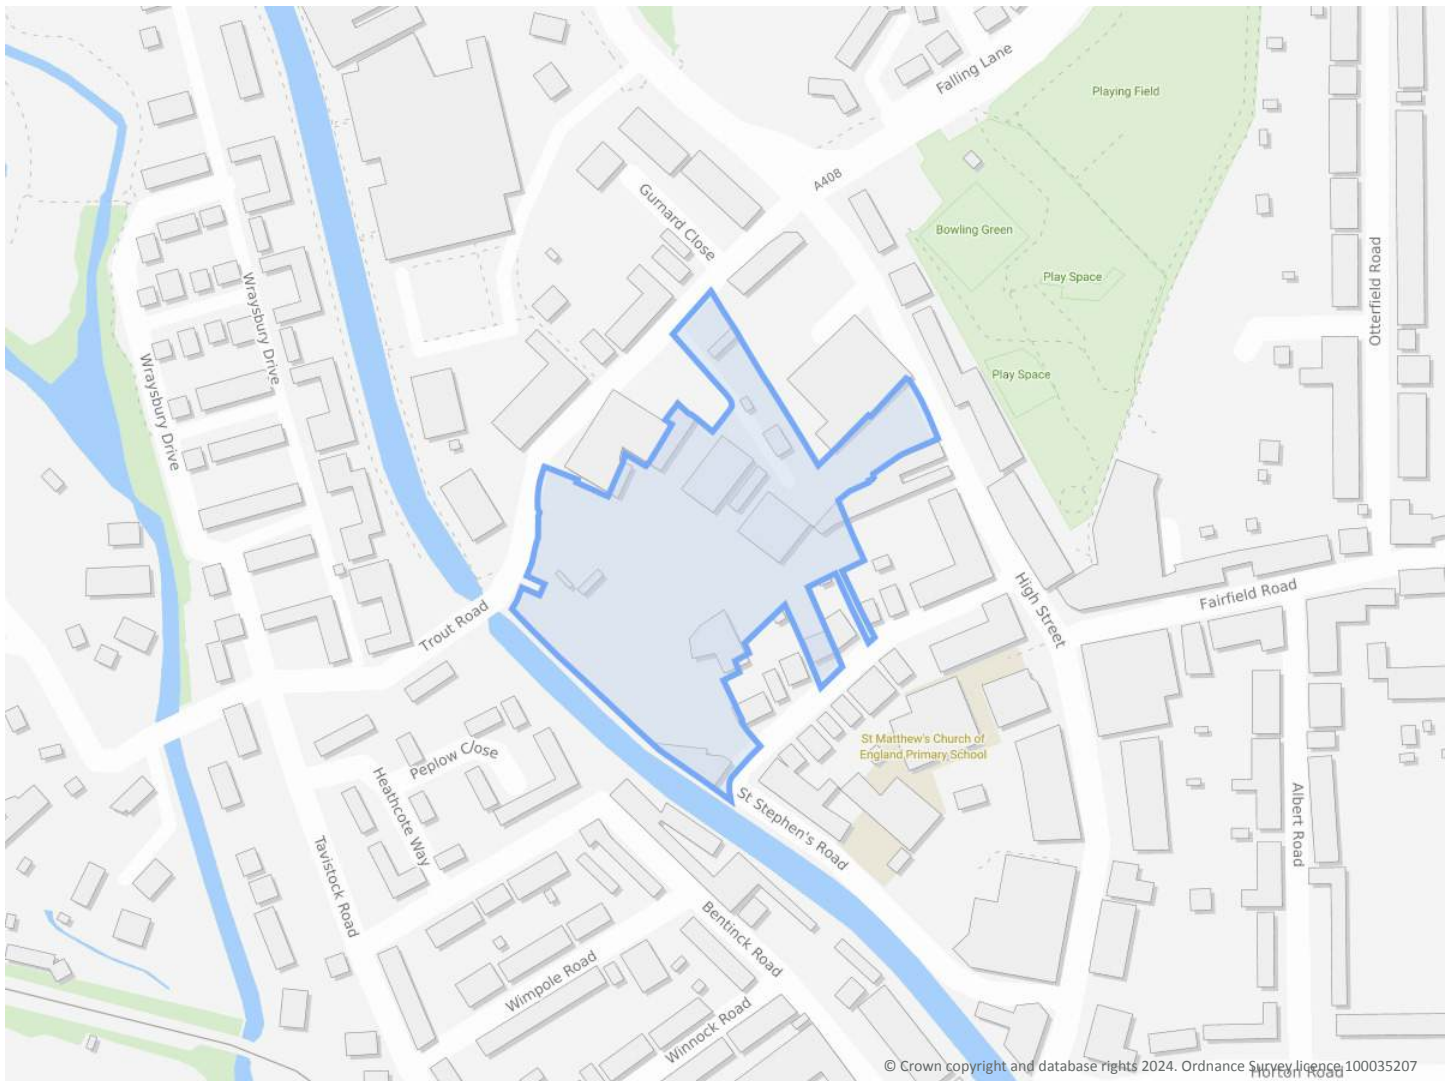 Falling Lane
Playing Field
A408
Gurnard Close
Bowling Green
Play Space
Otterfield Road
Wraysbury Drive
Wraysbury Drive
Play Space
High Street
Fairfield Road
Trout Road
St Matthew's Church of
England Primary School
Peplow Close
Heathcote Way
St Stephen's Road
Albert Road
Tavistock Road
Bentinck Road
Wimpole Road
Winnock Road
© Crown copyright and database rights 2024. Ordnance Survey licence 100035207
Horton Road